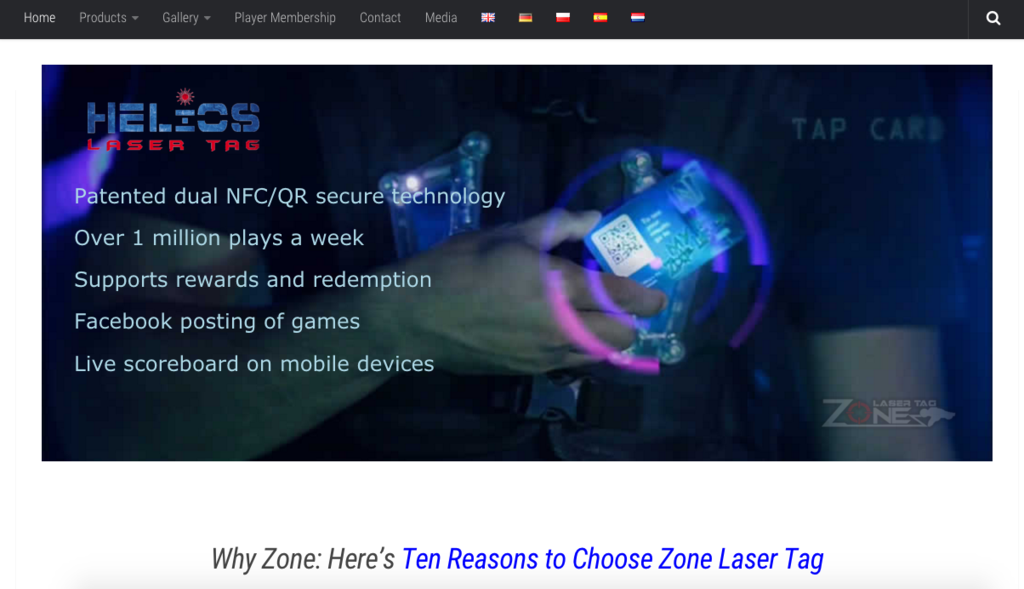 Home Products Gallery Player Membership Contact Media
HELIOS
LASER TAG
TAP CARD
Patented dual NFC/QR secure technology
Over 1 million plays a week
Supports rewards and redemption
Facebook posting of games
Live scoreboard on mobile devices
LASER TAG
ZONE
Why Zone: Here's Ten Reasons to Choose Zone Laser Tag